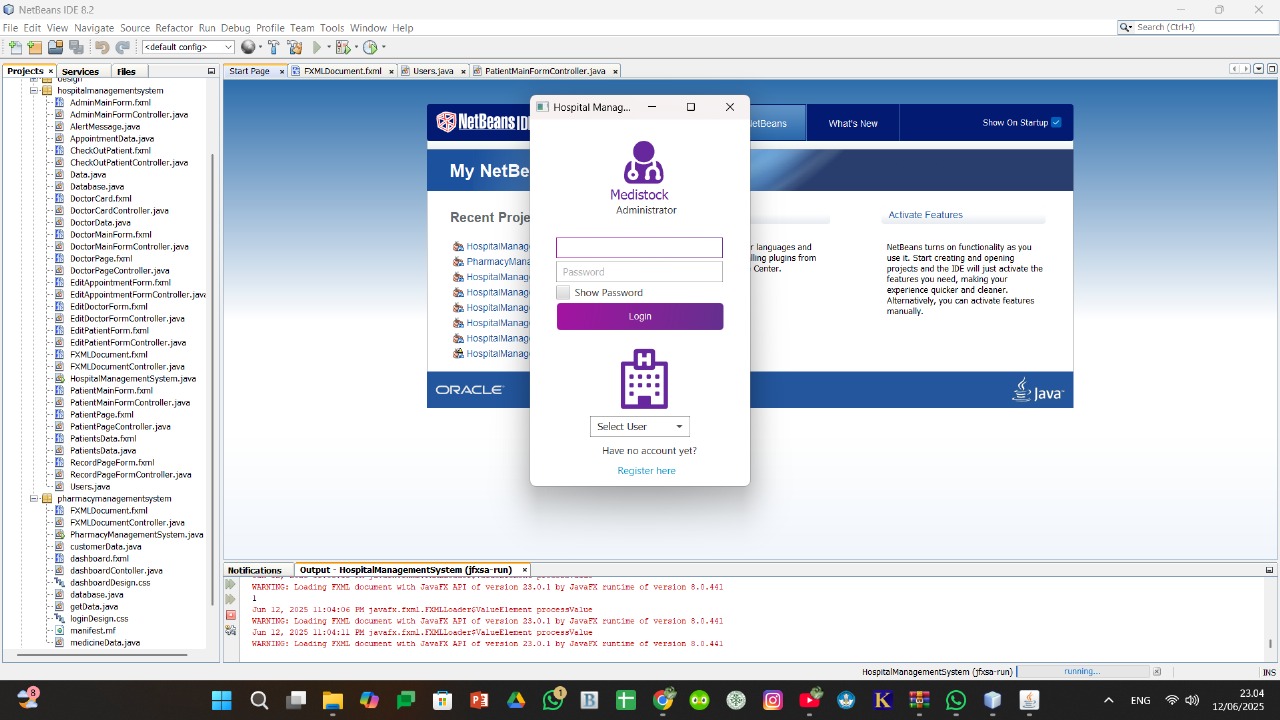 NetBeans IDE 8.2
File Edit View Navigate Source Refactor Run Debug Profile Team Tools Window Help
Search (Ctrl+I)
<default config>
Projects
Services
Files
Start Page
FXMLDocument.fxml
Users.java
PatientMainFormController.java
design
hospitalmanagementsystem
AdminMainForm.fxml
AdminMainFormController.java
AlertMessage.java
AppointmentData.java
CheckOutPatient.fxml
CheckOutPatientController.java
Data.java
Database.java
DoctorCard.fxml
DoctorCardController.java
DoctorData.java
DoctorMainForm.fxml
DoctorMainFormController.java
DoctorPage.fxml
DoctorPageController.java
EditAppointmentForm.fxml
EditAppointmentFormController.java
EditDoctorForm.fxml
EditDoctorFormController.java
EditPatientForm.fxml
EditPatientFormController.java
FXMLDocument.fxml
FXMLDocumentController.java
HospitalManagementSystem.java
PatientMainForm.fxml
PatientMainFormController.java
PatientPage.fxml
PatientPageController.java
PatientsData.fxml
PatientsData.java
RecordPageForm.fxml
RecordPageFormController.java
Users.java
pharmacymanagementsystem
FXMLDocument.fxml
FXMLDocumentController.java
PharmacyManagementSystem.java
customerData.java
dashboard.fxml
dashboardContoller.java
dashboardDesign.css
database.java
getData.java
loginDesign.css
manifest.mf
medicineData.java
NetBeans ID
etBeans
What's New
Show On Startup
My NetBe
Recent Proje
HospitalManag
PharmacyMana
HospitalManag
HospitalManag
HospitalManag
HospitalManag
HospitalManag
HospitalManag
r languages and
lling plugins from
Center.
Activate Features
NetBeans turns on functionality as you
use it. Start creating and opening
projects and the IDE will just activate the
features you need, making your
experience quicker and cleaner.
Alternatively, you can activate features
manually.
ORACLE
Java
Hospital Manag...
Medistock
Administrator
Password
Show Password
Login
H
Select User
Have no account yet?
Register here
Notifications
Output - HospitalManagementSystem (jfxsa-run)
WARNING: Loading FXML document with JavaFX API of version 23.0.1 by JavaFX runtime of version 8.0.441
1
Jun 12, 2025 11:04:06 PM javafx.fxml.FXMLLoader$ValueElement processValue
WARNING: Loading FXML document with JavaFX API of version 23.0.1 by JavaFX runtime of version 8.0.441
Jun 12, 2025 11:04:11 PM javafx.fxml.FXMLLoader$ValueElement processValue
WARNING: Loading FXML document with JavaFX API of version 23.0.1 by JavaFX runtime of version 8.0.441
HospitalManagementSystem (jfxsa-run)
running...
INS
8
1
ENG
23.04
12/06/2025